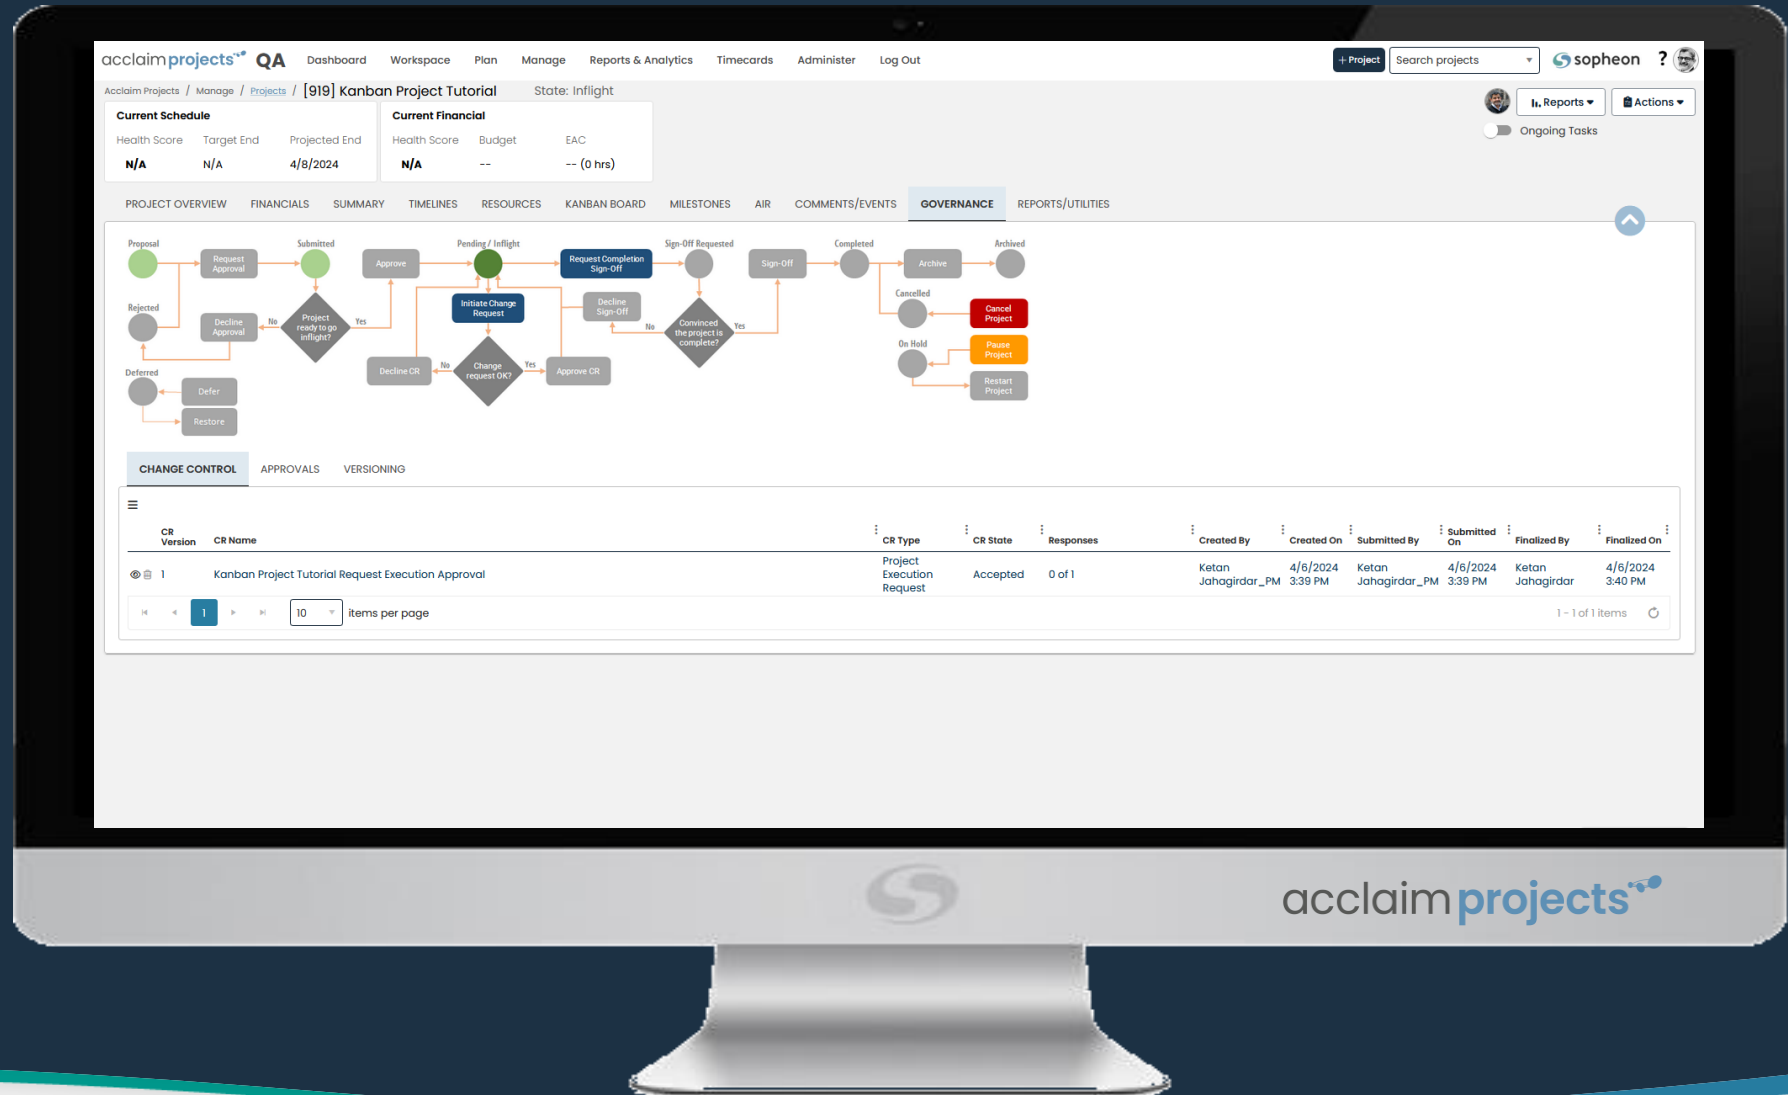 acclaim projects QA Dashboard Workspace Plan Manage Reports & Analytics Timecards Administer Log Out + Project Search projects sopheon ?
Acclaim Projects / Manage / Projects / [919] Kanban Project Tutorial State: Inflight
Reports Actions
Ongoing Tasks
Current Schedule
Health Score Target End Projected End
N/A N/A 4/8/2024
Current Financial
Health Score Budget EAC
N/A -- -- (0 hrs)
PROJECT OVERVIEW FINANCIALS SUMMARY TIMELINES RESOURCES KANBAN BOARD MILESTONES AIR COMMENTS/EVENTS GOVERNANCE REPORTS/UTILITIES
Proposal
Request
Approval
Submitted
Approve
Pending / Inflight
Request Completion
Sign-Off
Sign-Off Requested
Sign-Off
Completed
Archive
Archived
Rejected
Decline
Approval
No
Project
ready to go
inflight?
Yes
Initiate Change
Request
Decline
Sign-Off
No
Convinced
the project is
complete?
Yes
Cancelled
Cancel
Project
On Hold
Pause
Project
Restart
Project
Decline CR
No
Change
request OK?
Yes
Approve CR
Deferred
Defer
Restore
CHANGE CONTROL APPROVALS VERSIONING
CR
Version
CR Name
CR Type
CR State
Responses
Created By
Created On
Submitted By
Submitted
On
Finalized By
Finalized On
1
Kanban Project Tutorial Request Execution Approval
Project
Execution
Request
Accepted
0 of 1
Ketan
Jahagirdar_PM
4/6/2024
3:39 PM
Ketan
Jahagirdar_PM
4/6/2024
3:39 PM
Ketan
Jahagirdar
4/6/2024
3:40 PM
1 10 items per page 1 - 1 of 1 items
acclaim projects